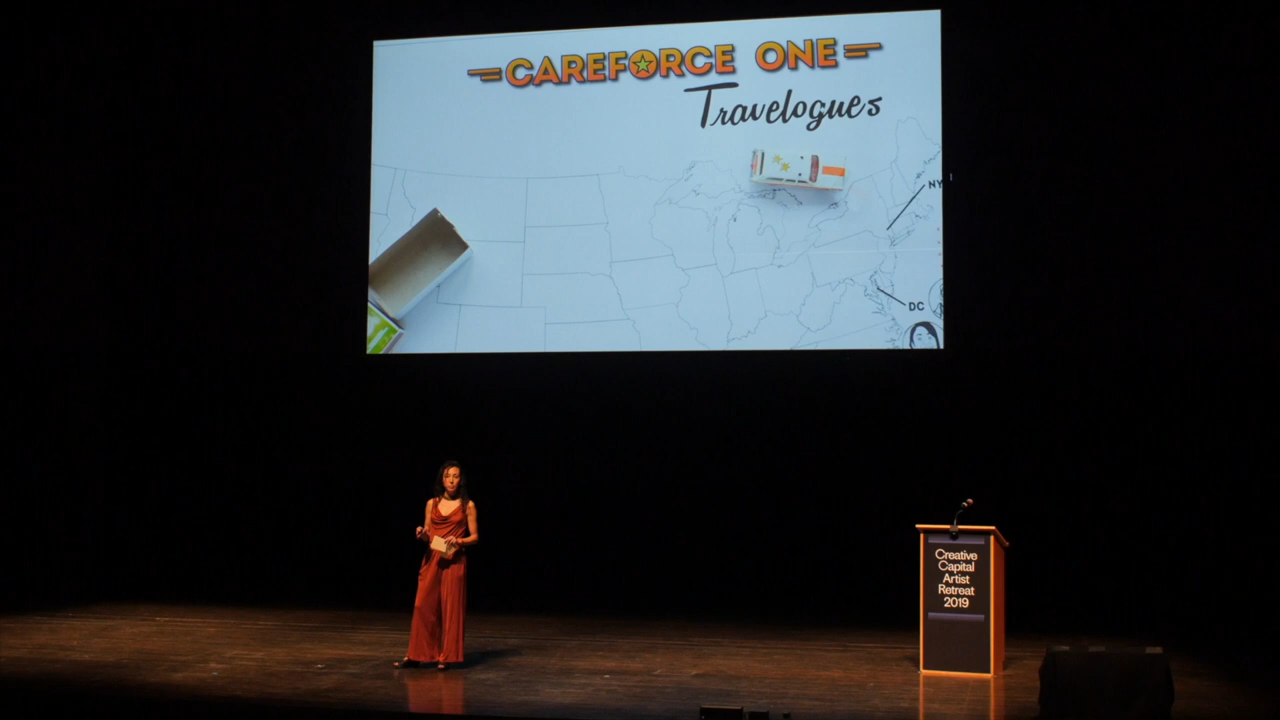 CAREFORCE ONE
Travelogues
NY
DC
Creative
Capital
Artist
Retreat
2019